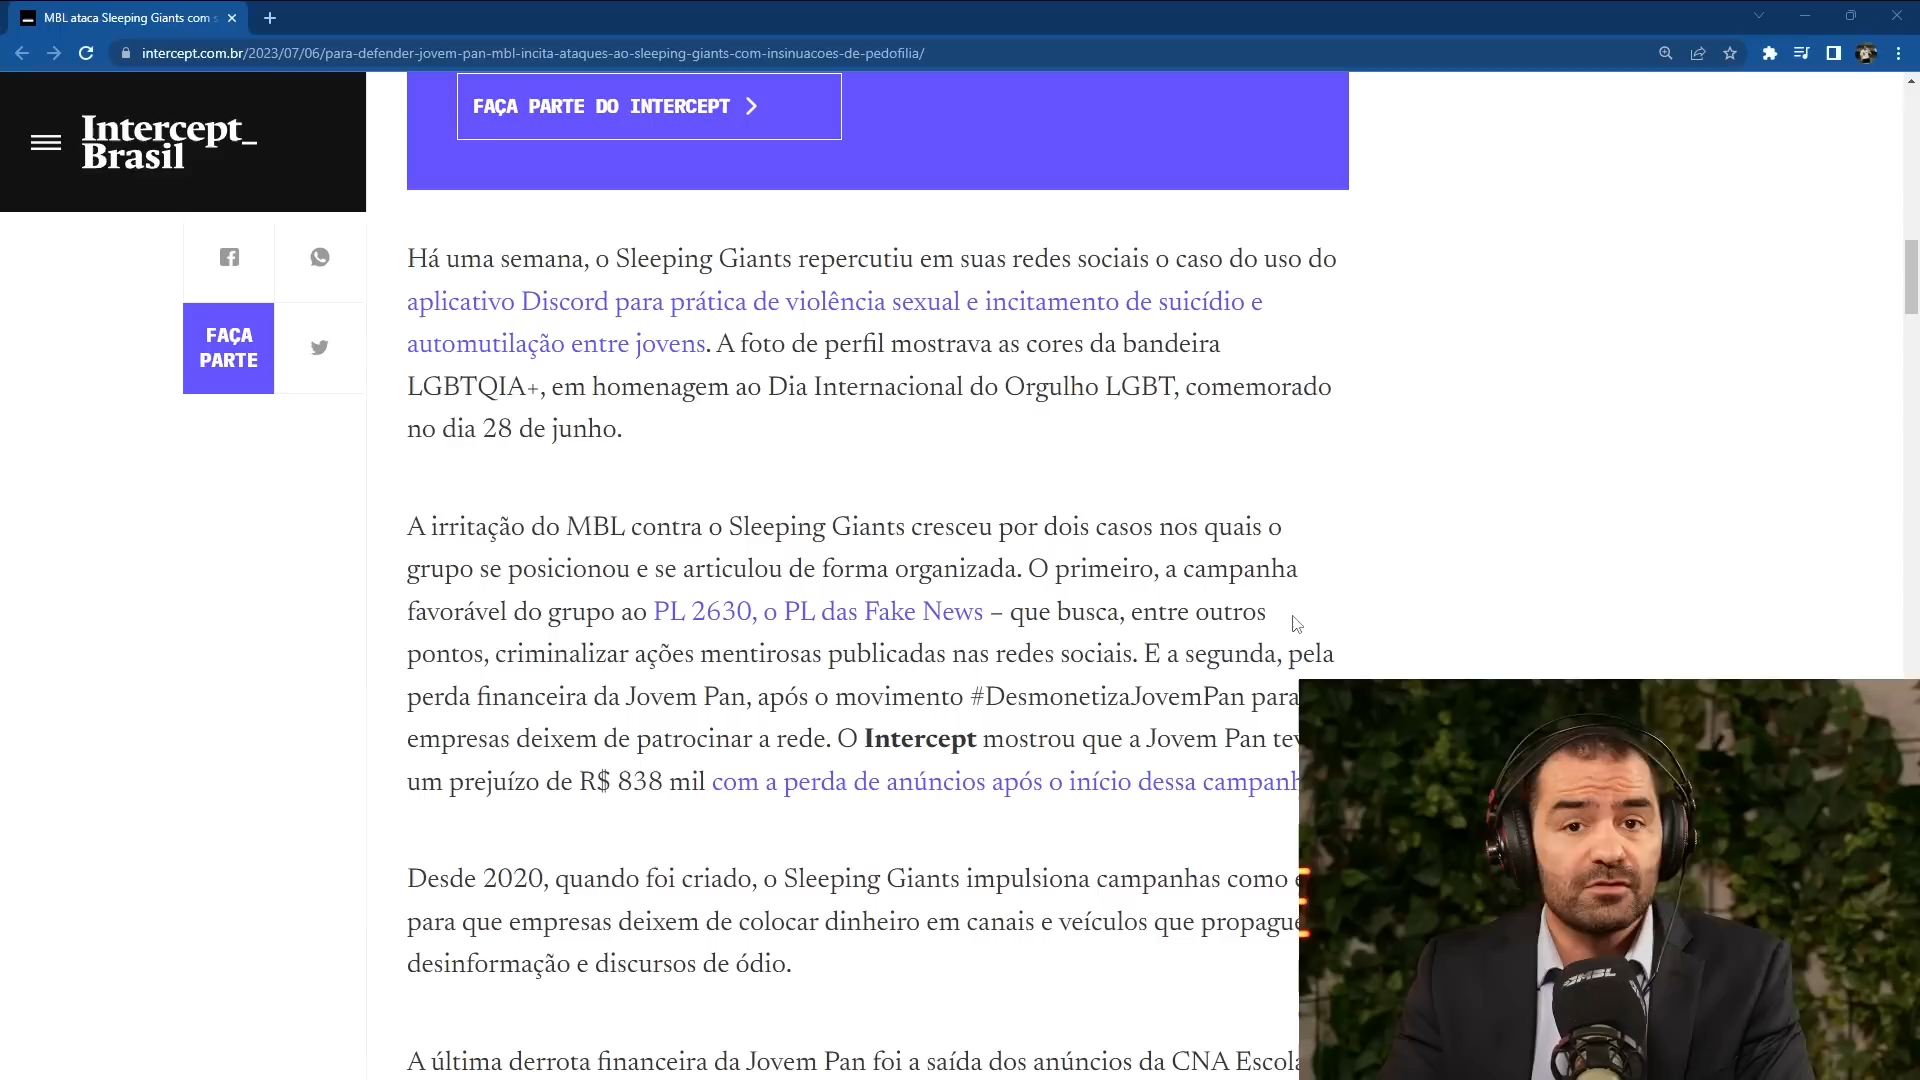 MBL ataca Sleeping Giants com
intercept.com.br/2023/07/06/para-defender-jovem-pan-mbl-incita-ataques-ao-sleeping-giants-com-insinuacoes-de-pedofilia/
Intercept_
Brasil
FAÇA PARTE DO INTERCEPT
FAÇA
PARTE
Há uma semana, o Sleeping Giants repercutiu em suas redes sociais o caso do uso do
aplicativo Discord para prática de violência sexual e incitamento de suicídio e
automutilação entre jovens. A foto de perfil mostrava as cores da bandeira
LGBTQIA+, em homenagem ao Dia Internacional do Orgulho LGBT, comemorado
no dia 28 de junho.
A irritação do MBL contra o Sleeping Giants cresceu por dois casos nos quais o
grupo se posicionou e se articulou de forma organizada. O primeiro, a campanha
favorável do grupo ao PL 2630, o PL das Fake News – que busca, entre outros
pontos, criminalizar ações mentirosas publicadas nas redes sociais. E a segunda, pela
perda financeira da Jovem Pan, após o movimento #DesmonetizaJovemPan para
empresas deixem de patrocinar a rede. O Intercept mostrou que a Jovem Pan tev
um prejuízo de R$ 838 mil com a perda de anúncios após o início dessa campanh
Desde 2020, quando foi criado, o Sleeping Giants impulsiona campanhas como
para que empresas deixem de colocar dinheiro em canais e veículos que propague
desinformação e discursos de ódio.
A última derrota financeira da Jovem Pan foi a saída dos anúncios da CNA Escola
MBL